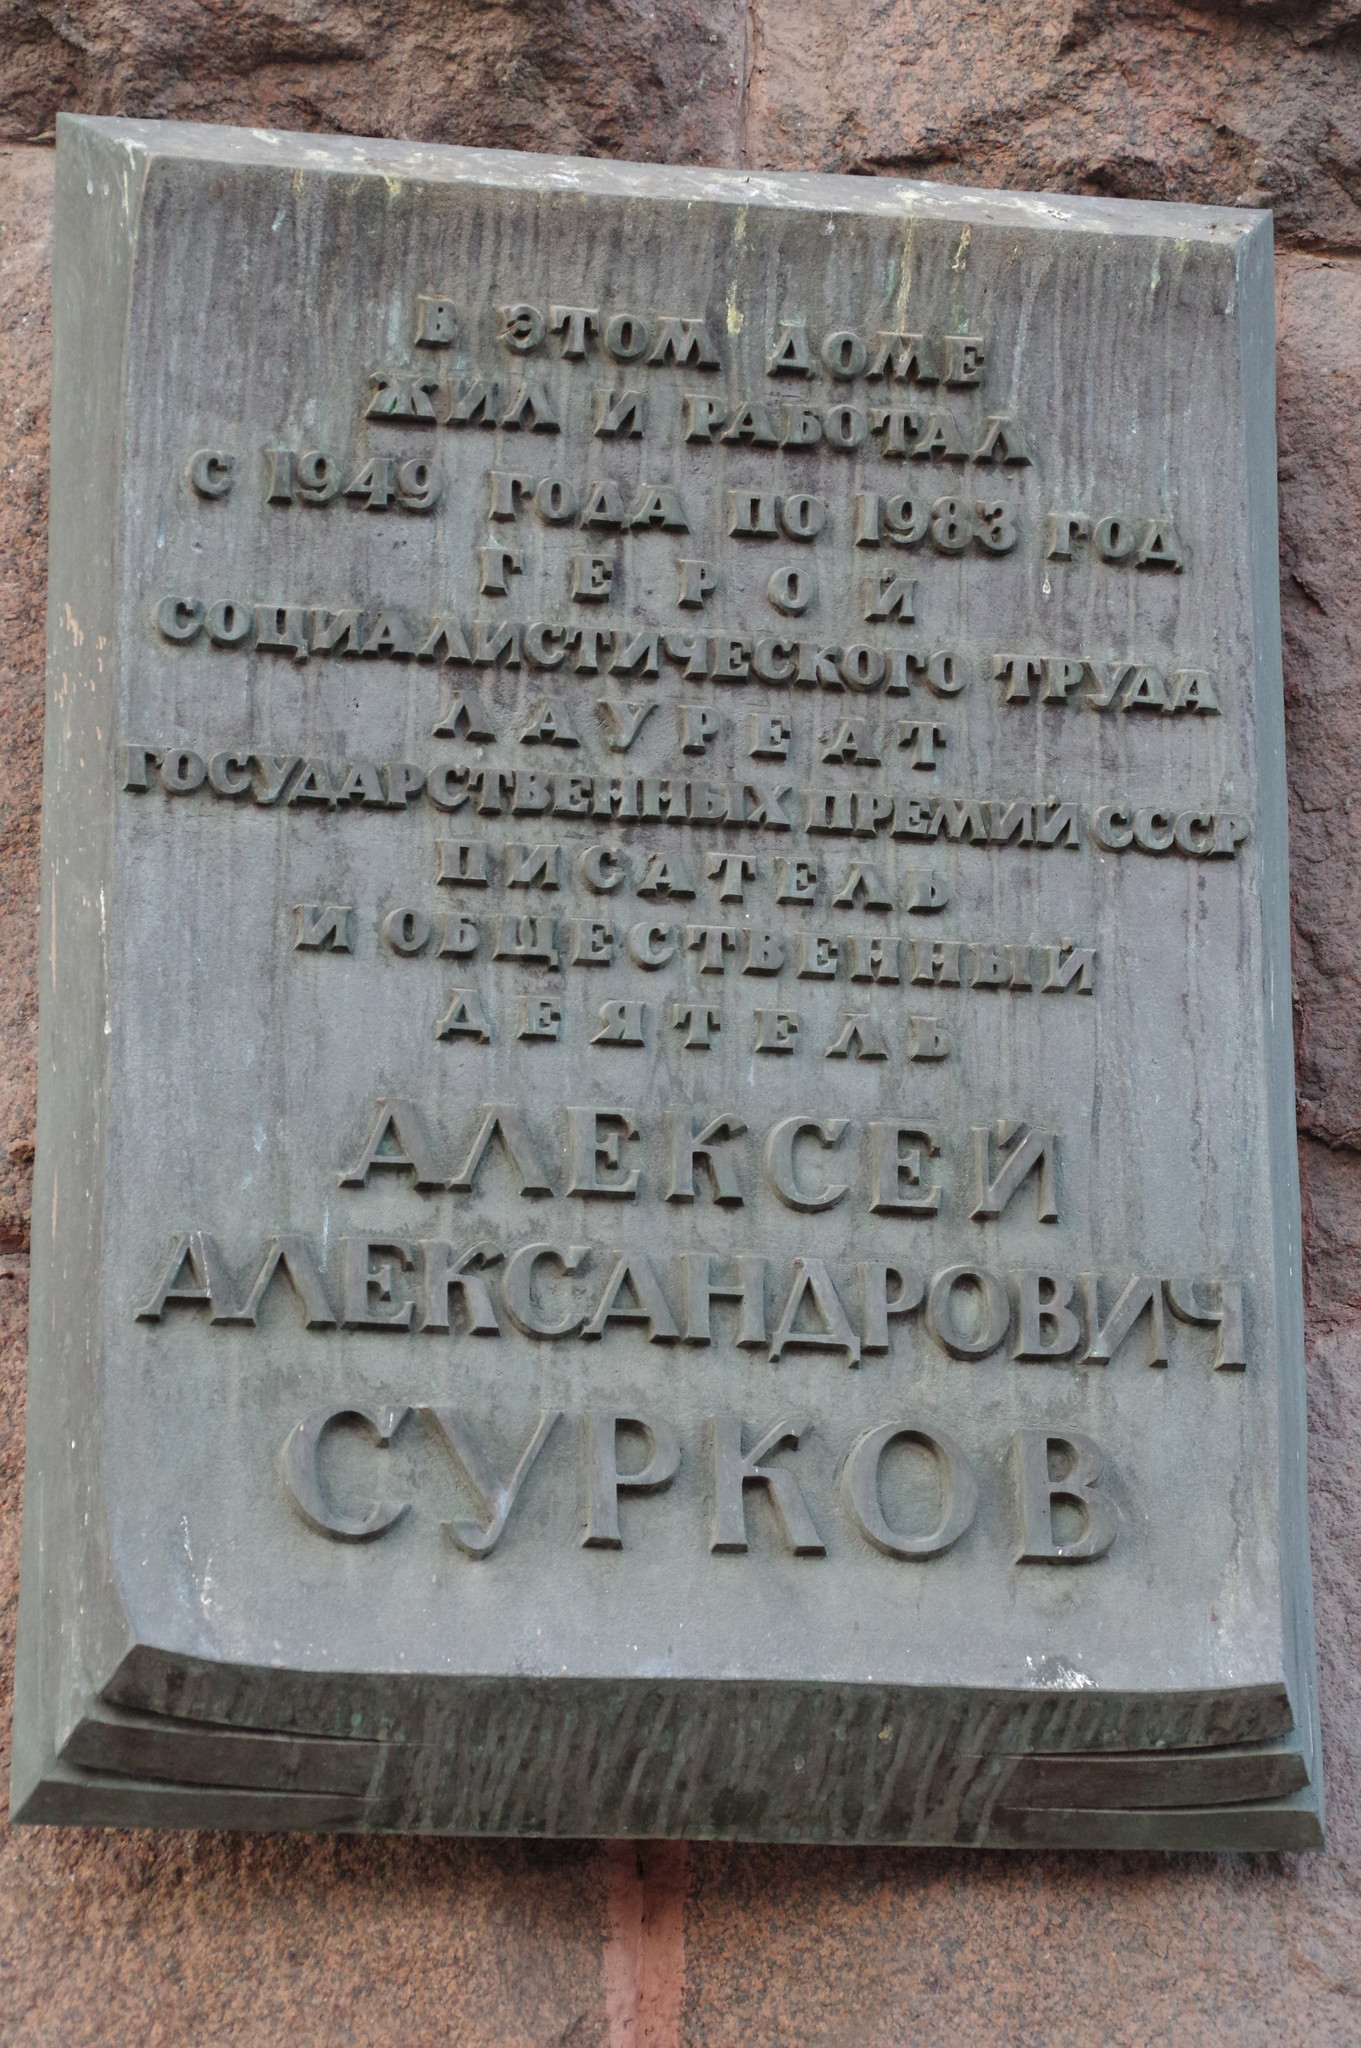 В ЭТОМ ДОМЕ
ЖИЛ И РАБОТАЛ
С 1949 ГОДА ПО 1983 ГОД
ГЕРОЙ
СОЦИАЛИСТИЧЕСКОГО ТРУДА
ЛАУРЕАТ
ГОСУДАРСТВЕННЫХ ПРЕМИЙ СССР
ПИСАТЕЛЬ
И ОБЩЕСТВЕННЫЙ
ДЕЯТЕЛЬ
АЛЕКСЕЙ
АЛЕКСАНДРОВИЧ
СУРКОВ